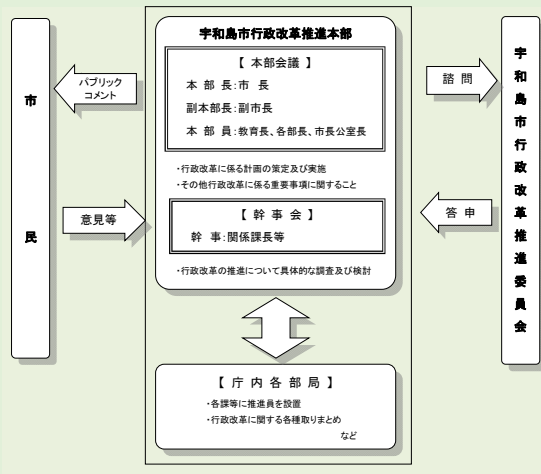 宇和島市行政改革推進本部
【 本部会議 】
本 部 長:市 長
副本部長:副市長
本 部 員:教育長、各部長、市長公室長
・行政改革に係る計画の策定及び実施
・その他行政改革に係る重要事項に関すること
【 幹 事 会 】
幹 事:関係課長等
・行政改革の推進について具体的な調査及び検討
【 庁 内 各 部 局 】
・各課等に推進員を設置
・行政改革に関する各種取りまとめ
など
市 民
パブリック
コメント
意見等
諮 問
答 申
宇和島市行政改革推進委員会